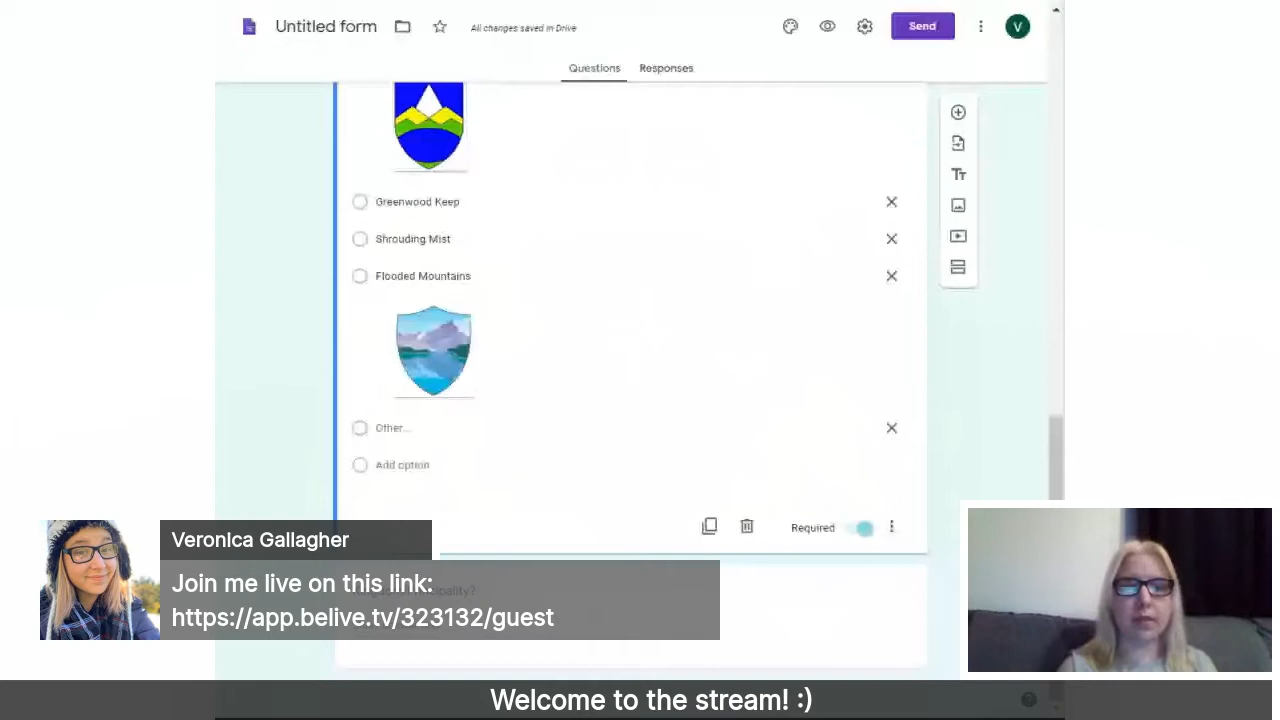 Untitled form
All changes saved in Drive
Send
V
Questions
Responses
Greenwood Keep
Shrouding Mist
Flooded Mountains
Other...
Add option
Required
Veronica Gallagher
Join me live on this link:
https://app.belive.tv/323132/guest
Welcome to the stream! :)